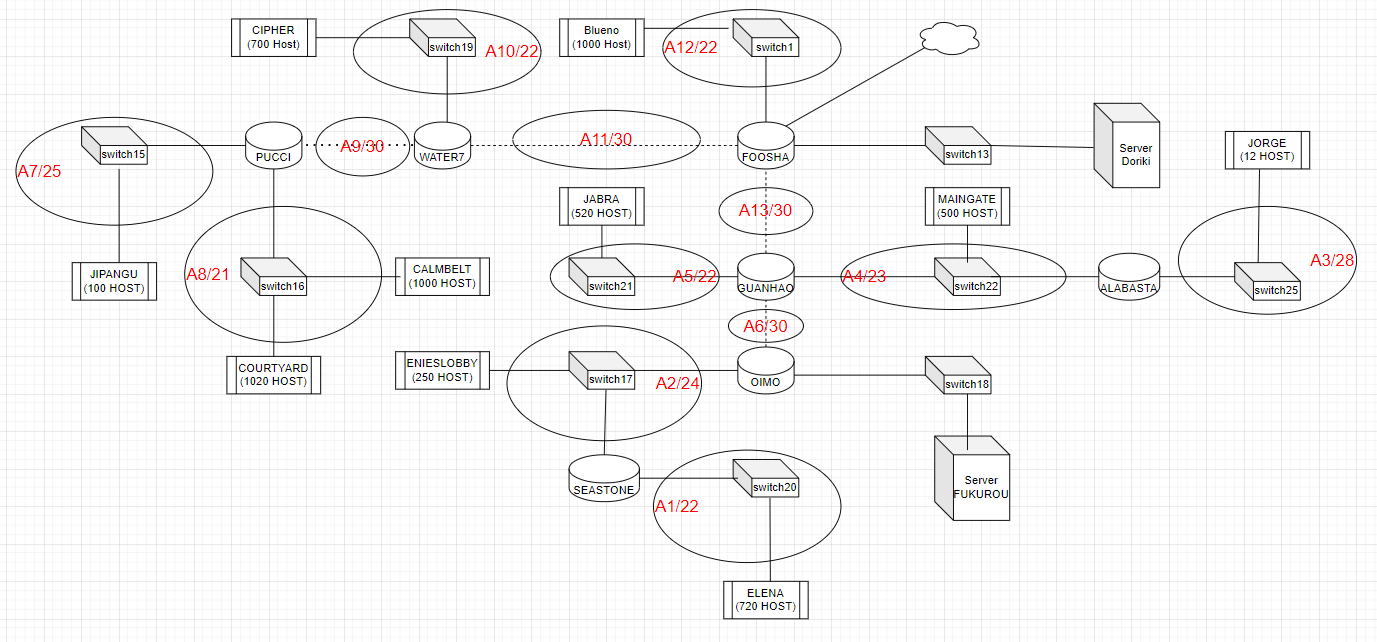 CIPHER
(700 Host)
switch19
A10/22
Blueno
(1000 Host)
A12/22
switch1
switch15
A7/25
PUCCI
A9/30
WATER7
A11/30
FOOSHA
switch13
Server
Doriki
JORGE
(12 HOST)
JABRA
(520 HOST)
A13/30
MAINGATE
(500 HOST)
JIPANGU
(100 HOST)
A8/21
switch16
CALMBELT
(1000 HOST)
switch21
A5/22
GUANHAO
A4/23
switch22
ALABASTA
switch25
A3/28
A6/30
COURTYARD
(1020 HOST)
ENIESLOBBY
(250 HOST)
switch17
A2/24
OIMO
switch18
SEASTONE
A1/22
switch20
Server
FUKUROU
ELENA
(720 HOST)